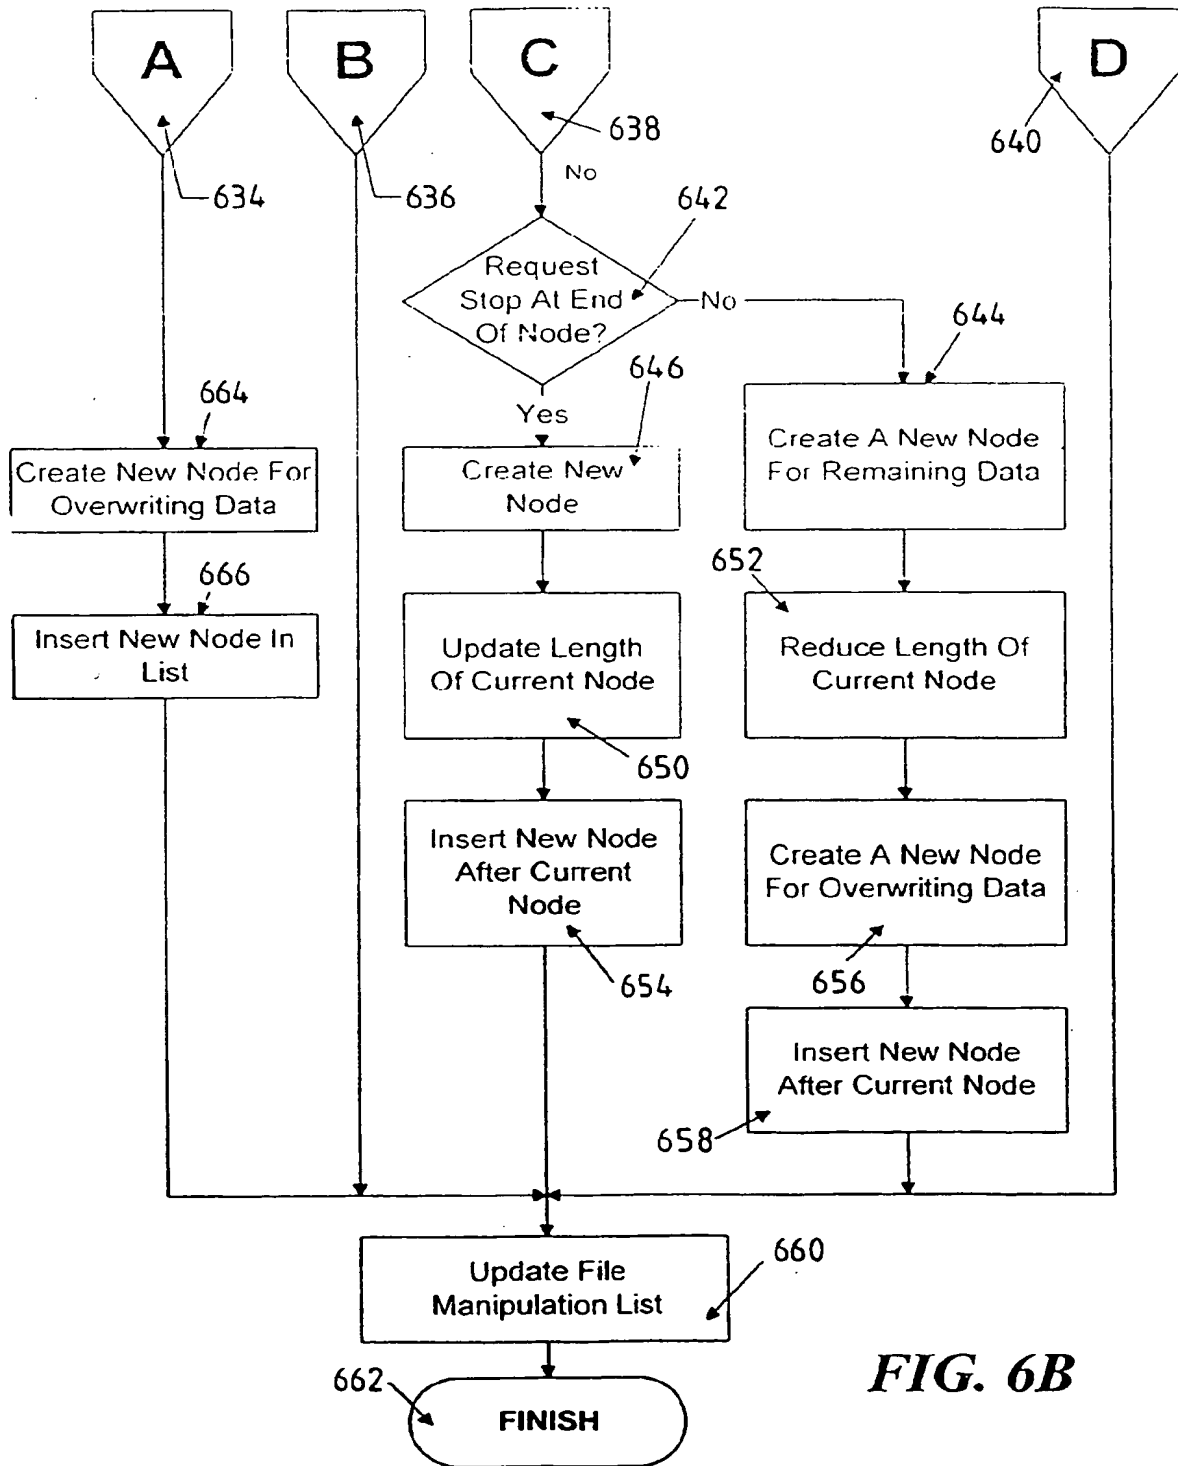 A
B
C
D
634
636
638
640
No
642
Request
Stop At End
Of Node?
No
644
646
Yes
664
Create New Node For
Overwriting Data
Create New
Node
Create A New Node
For Remaining Data
666
652
Insert New Node In
List
Update Length
Of Current Node
Reduce Length Of
Current Node
650
Insert New Node
After Current
Node
Create A New Node
For Overwriting Data
654
656
Insert New Node
After Current Node
658
Update File
Manipulation List
660
662
FINISH
FIG. 6B